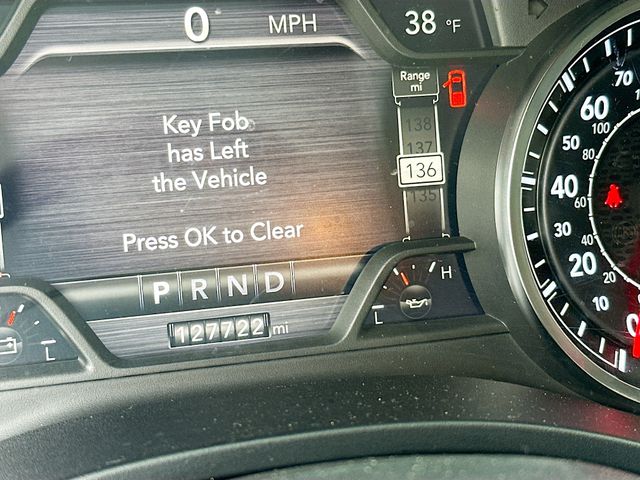 0 MPH
38 °F
Range
mi
138
137
136
135
Key Fob
has Left
the Vehicle
Press OK to Clear
P R N D
127722 mi
L
L H
70
60
50
40
30
20
10
0
100
80
60
40
20